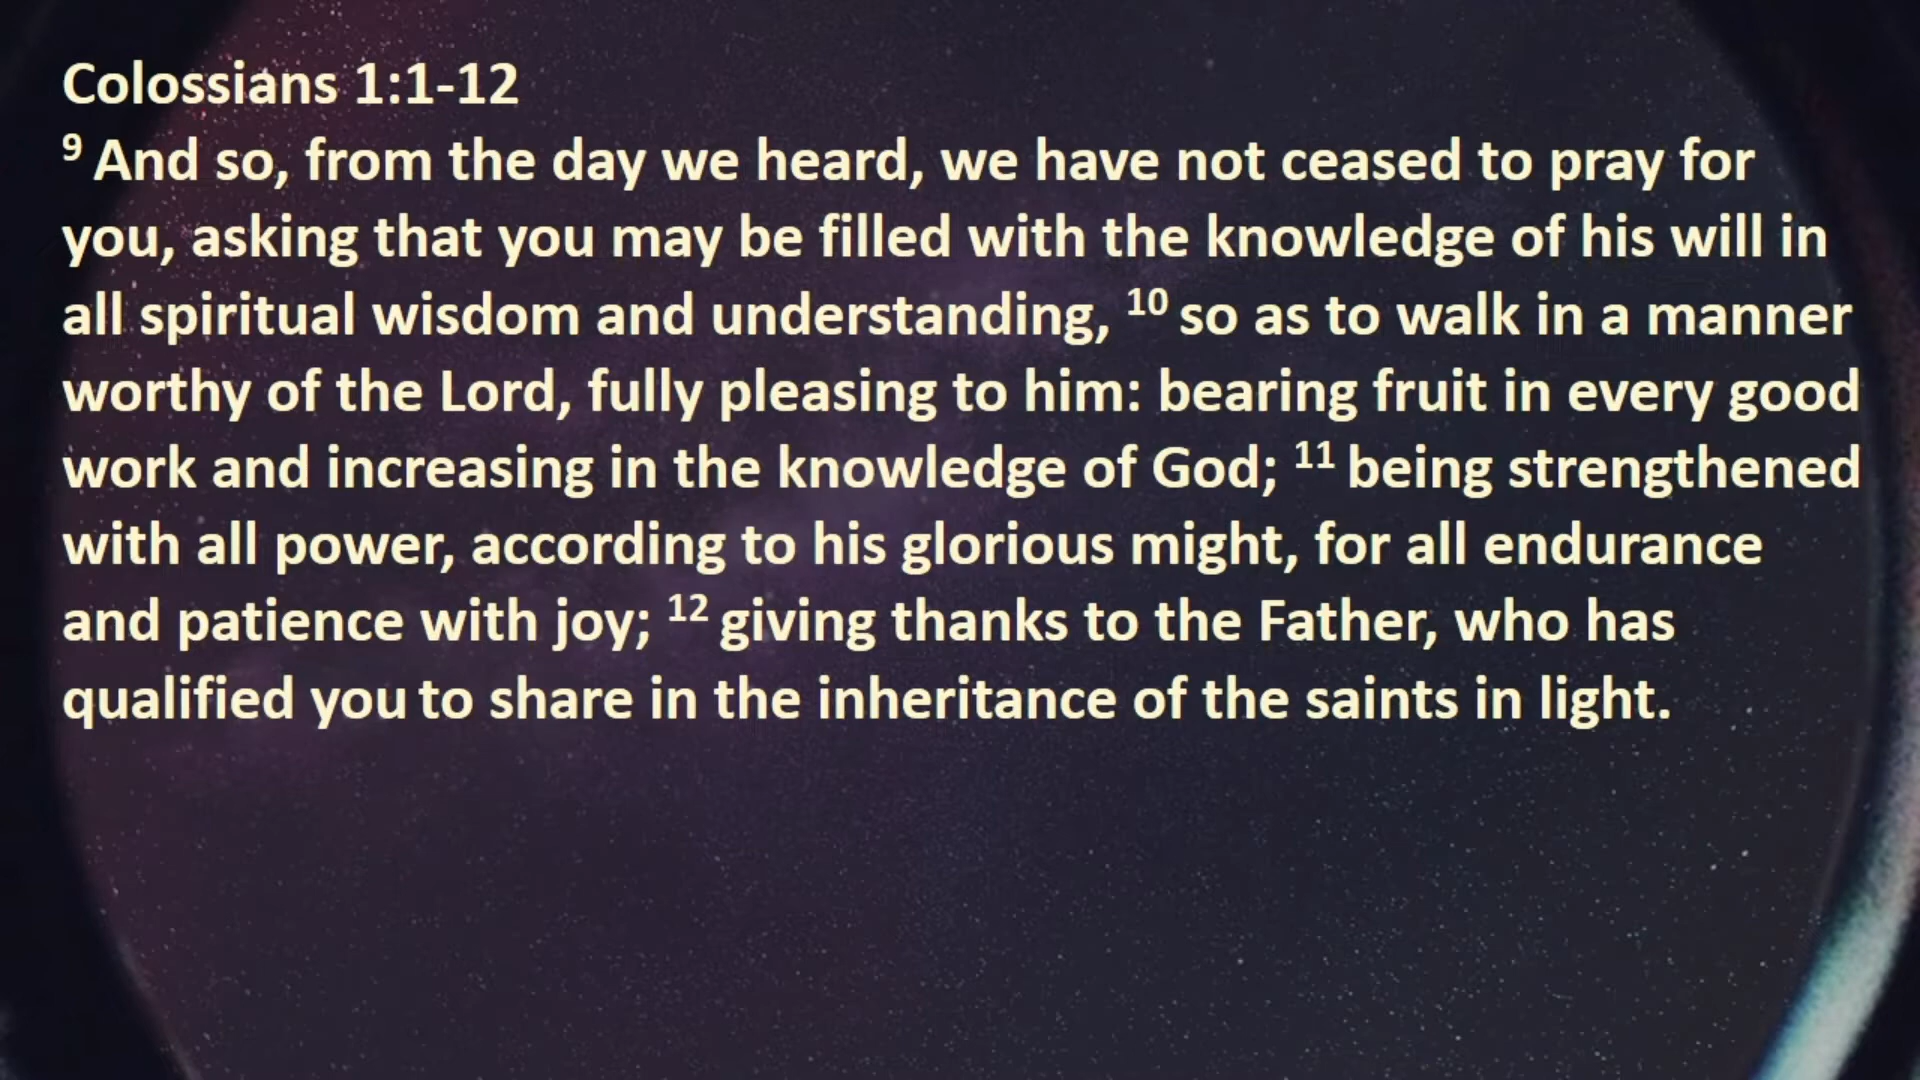 Colossians 1:1-12
9 And so, from the day we heard, we have not ceased to pray for
you, asking that you may be filled with the knowledge of his will in
all spiritual wisdom and understanding, 10 so as to walk in a manner
worthy of the Lord, fully pleasing to him: bearing fruit in every good
work and increasing in the knowledge of God; 11 being strengthened
with all power, according to his glorious might, for all endurance
and patience with joy; 12 giving thanks to the Father, who has
qualified you to share in the inheritance of the saints in light.